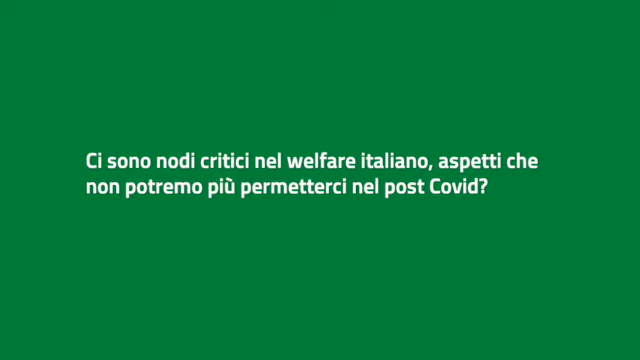 Ci sono nodi critici nel welfare italiano, aspetti che
non potremo più permetterci nel post Covid?